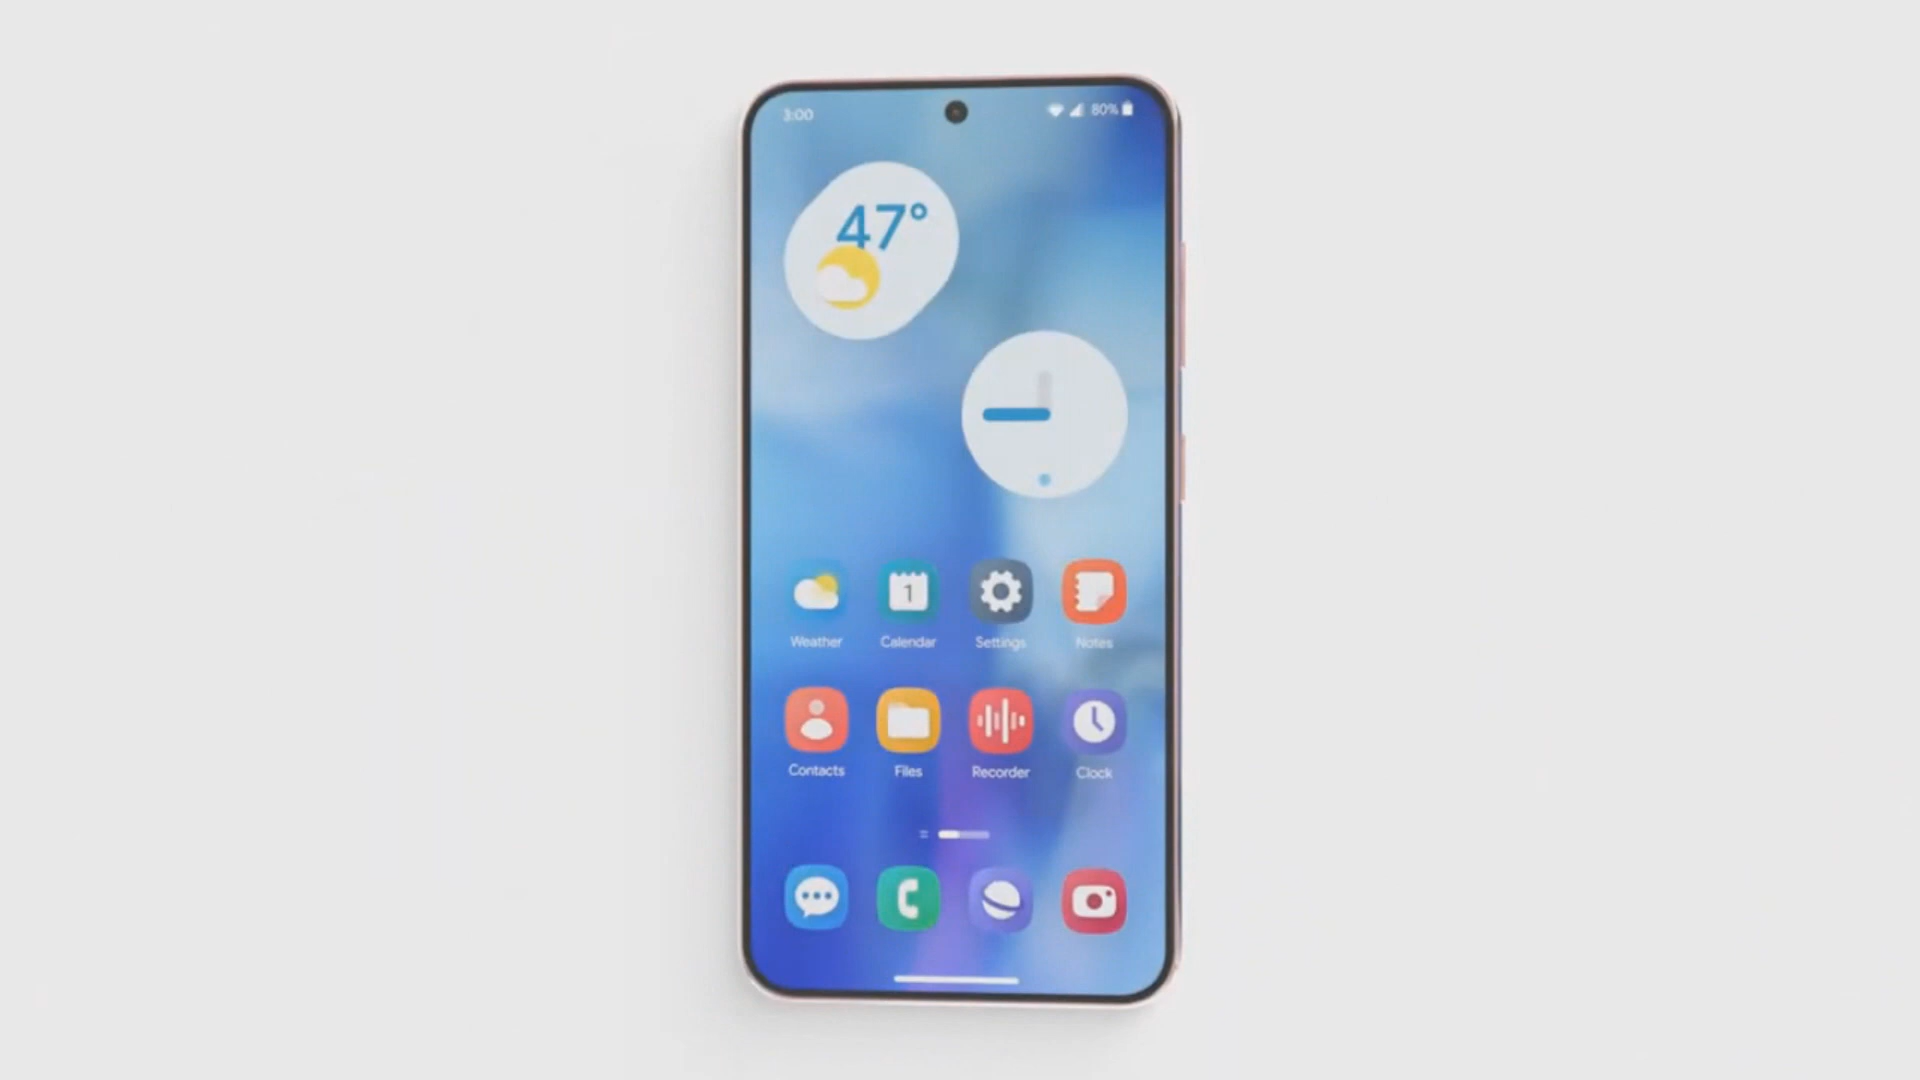 3:00
80%
47°
1
Weather Calendar Settings Notes
Contacts Files Recorder Clock